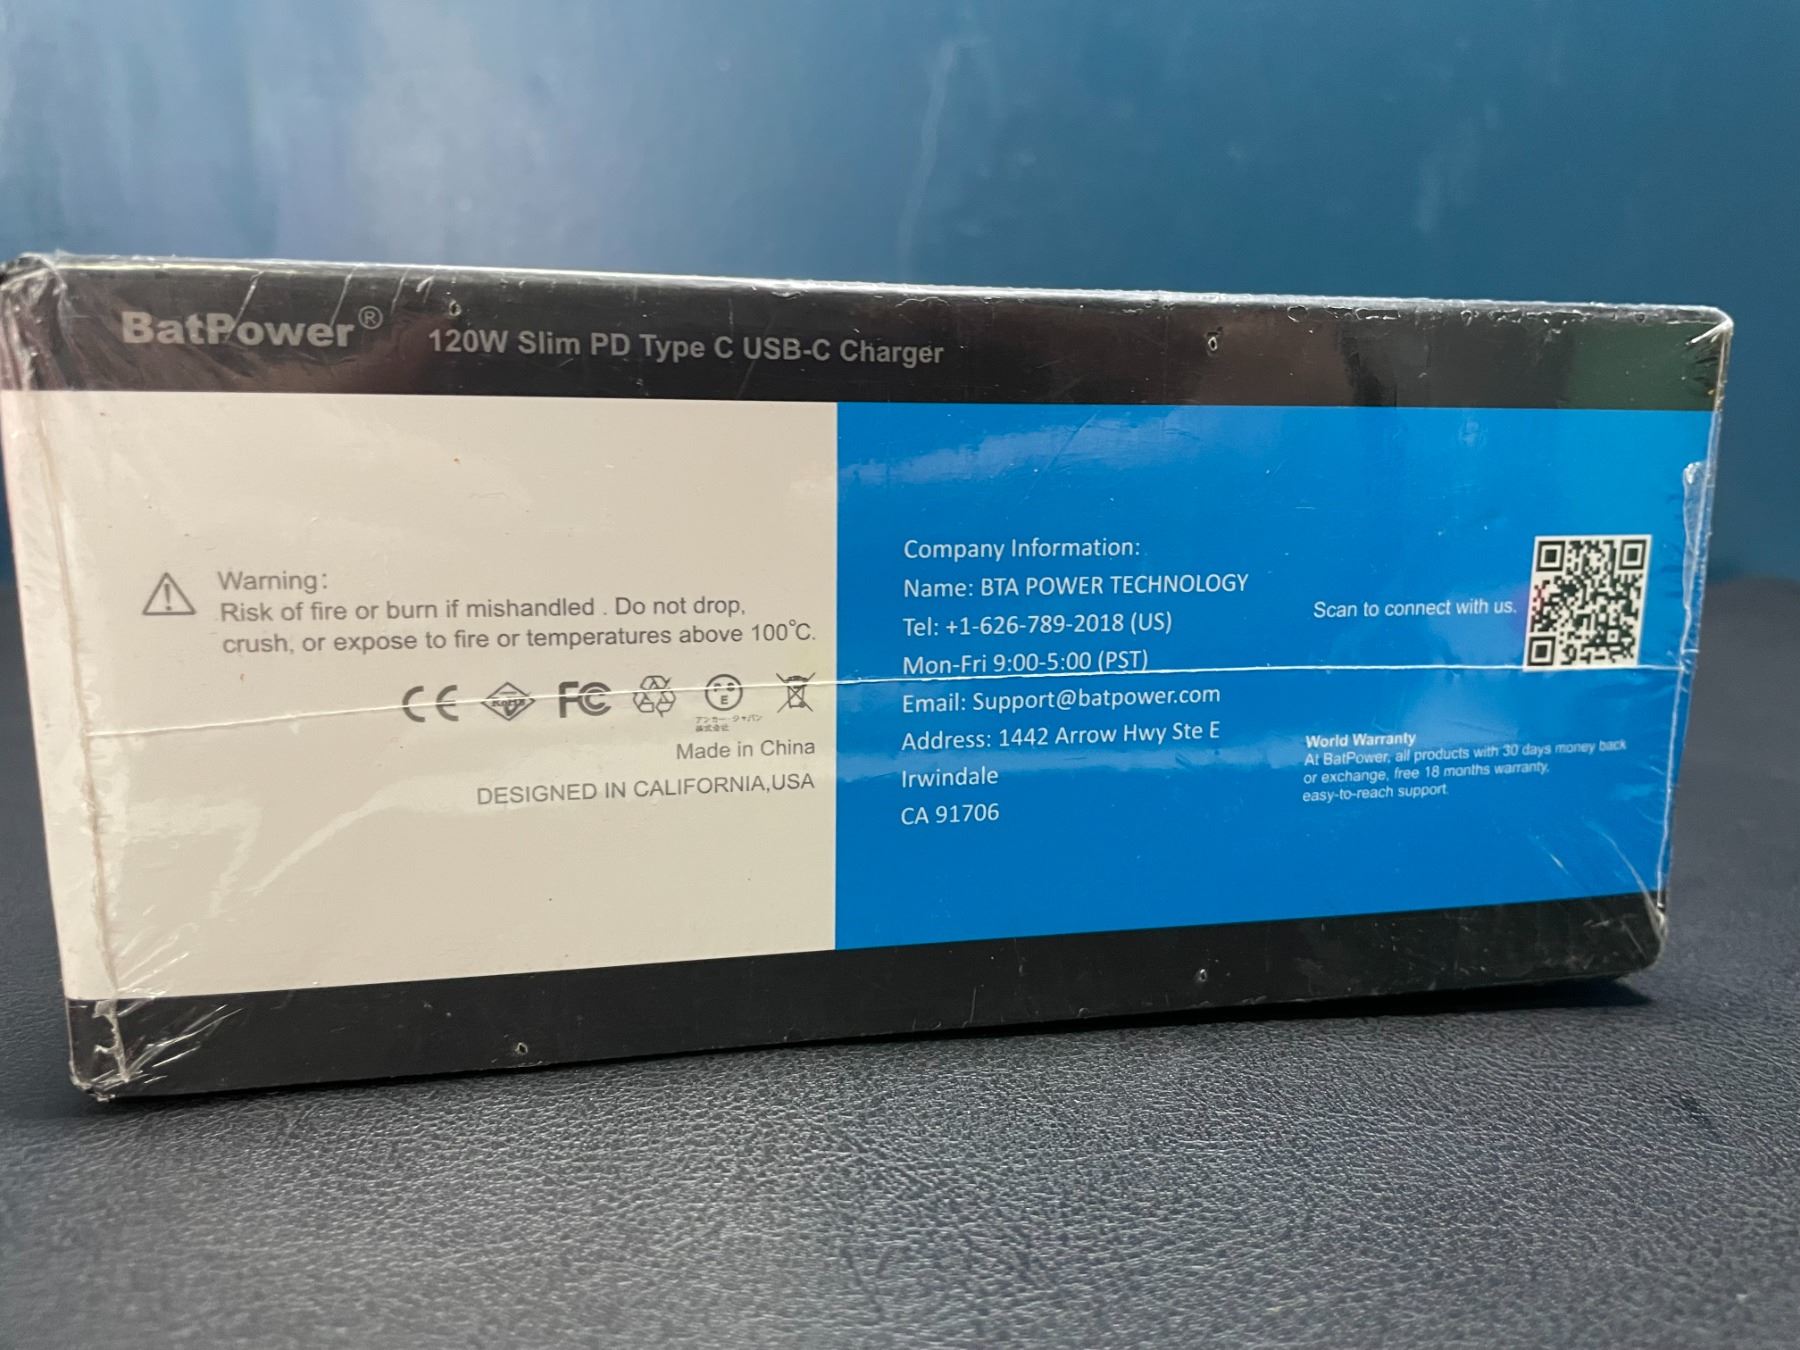 BatPower® 120W Slim PD Type C USB-C Charger
Warning:
Risk of fire or burn if mishandled . Do not drop,
crush, or expose to fire or temperatures above 100°C.
CE RoHS FC PSE
Made in China
DESIGNED IN CALIFORNIA,USA
Company Information:
Name: BTA POWER TECHNOLOGY
Tel: +1-626-789-2018 (US)
Mon-Fri 9:00-5:00 (PST)
Email: Support@batpower.com
Address: 1442 Arrow Hwy Ste E
Irwindale
CA 91706
Scan to connect with us.
World Warranty
At BatPower, all products with 30 days money back
or exchange, free 18 months warranty,
easy-to-reach support.